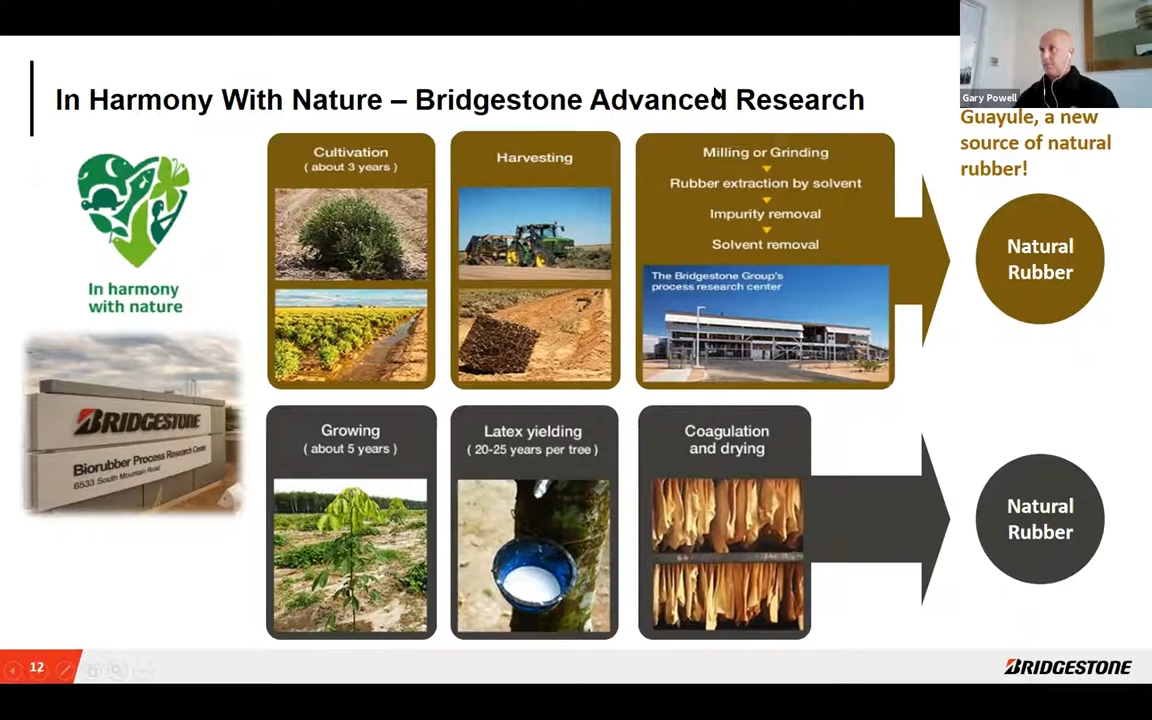 In Harmony With Nature – Bridgestone Advanced Research
Gary Powell
Guayule, a new
source of natural
rubber!
In harmony
with nature
BRIDGESTONE
Biorubber Process Research Center
6533 South Mountain Road
Cultivation
( about 3 years )
Harvesting
Milling or Grinding
Rubber extraction by solvent
Impurity removal
Solvent removal
The Bridgestone Group's
process research center
Natural
Rubber
Growing
( about 5 years )
Latex yielding
( 20-25 years per tree )
Coagulation
and drying
Natural
Rubber
12
BRIDGESTONE